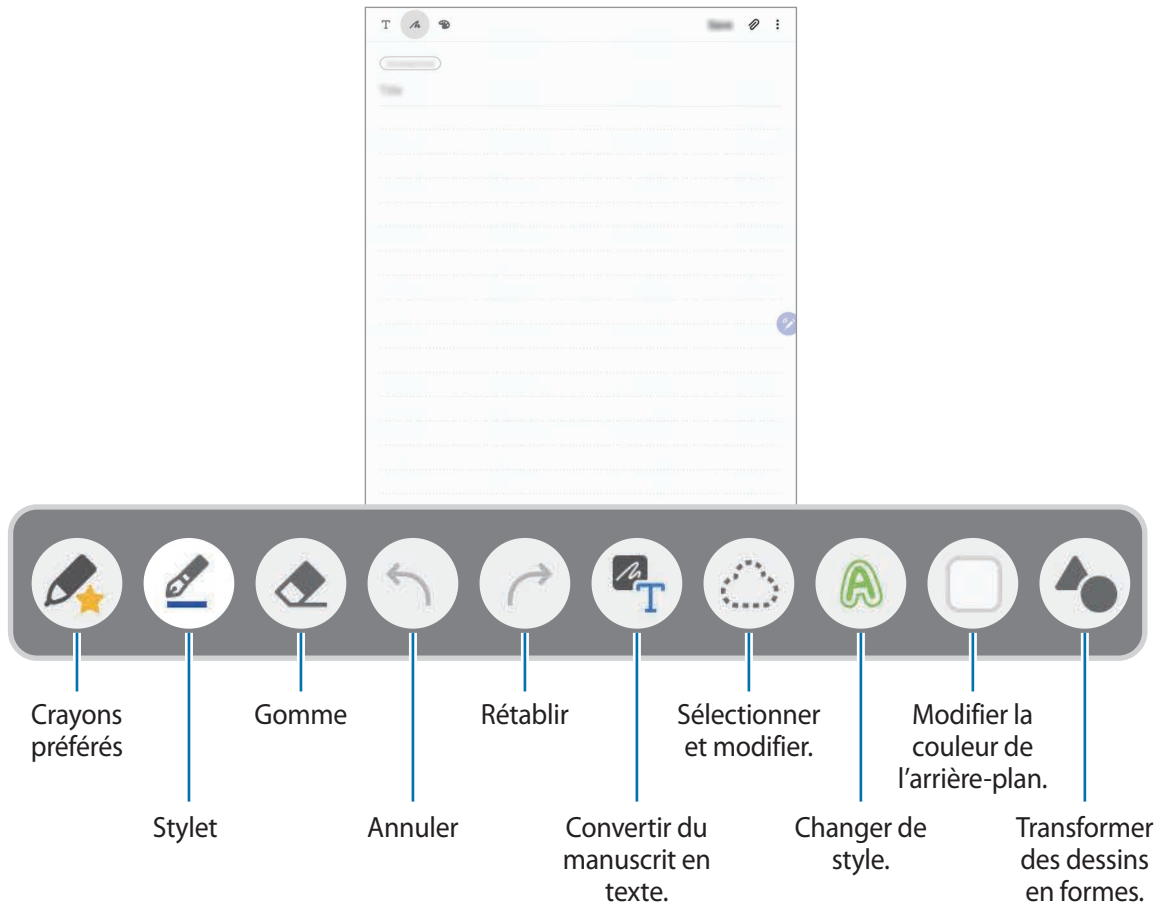 T
A
T
Crayons
préférés
Gomme
Rétablir
Sélectionner
et modifier.
Modifier la
couleur de
l'arrière-plan.
Stylet
Annuler
Convertir du
manuscrit en
texte.
Changer de
style.
Transformer
des dessins
en formes.